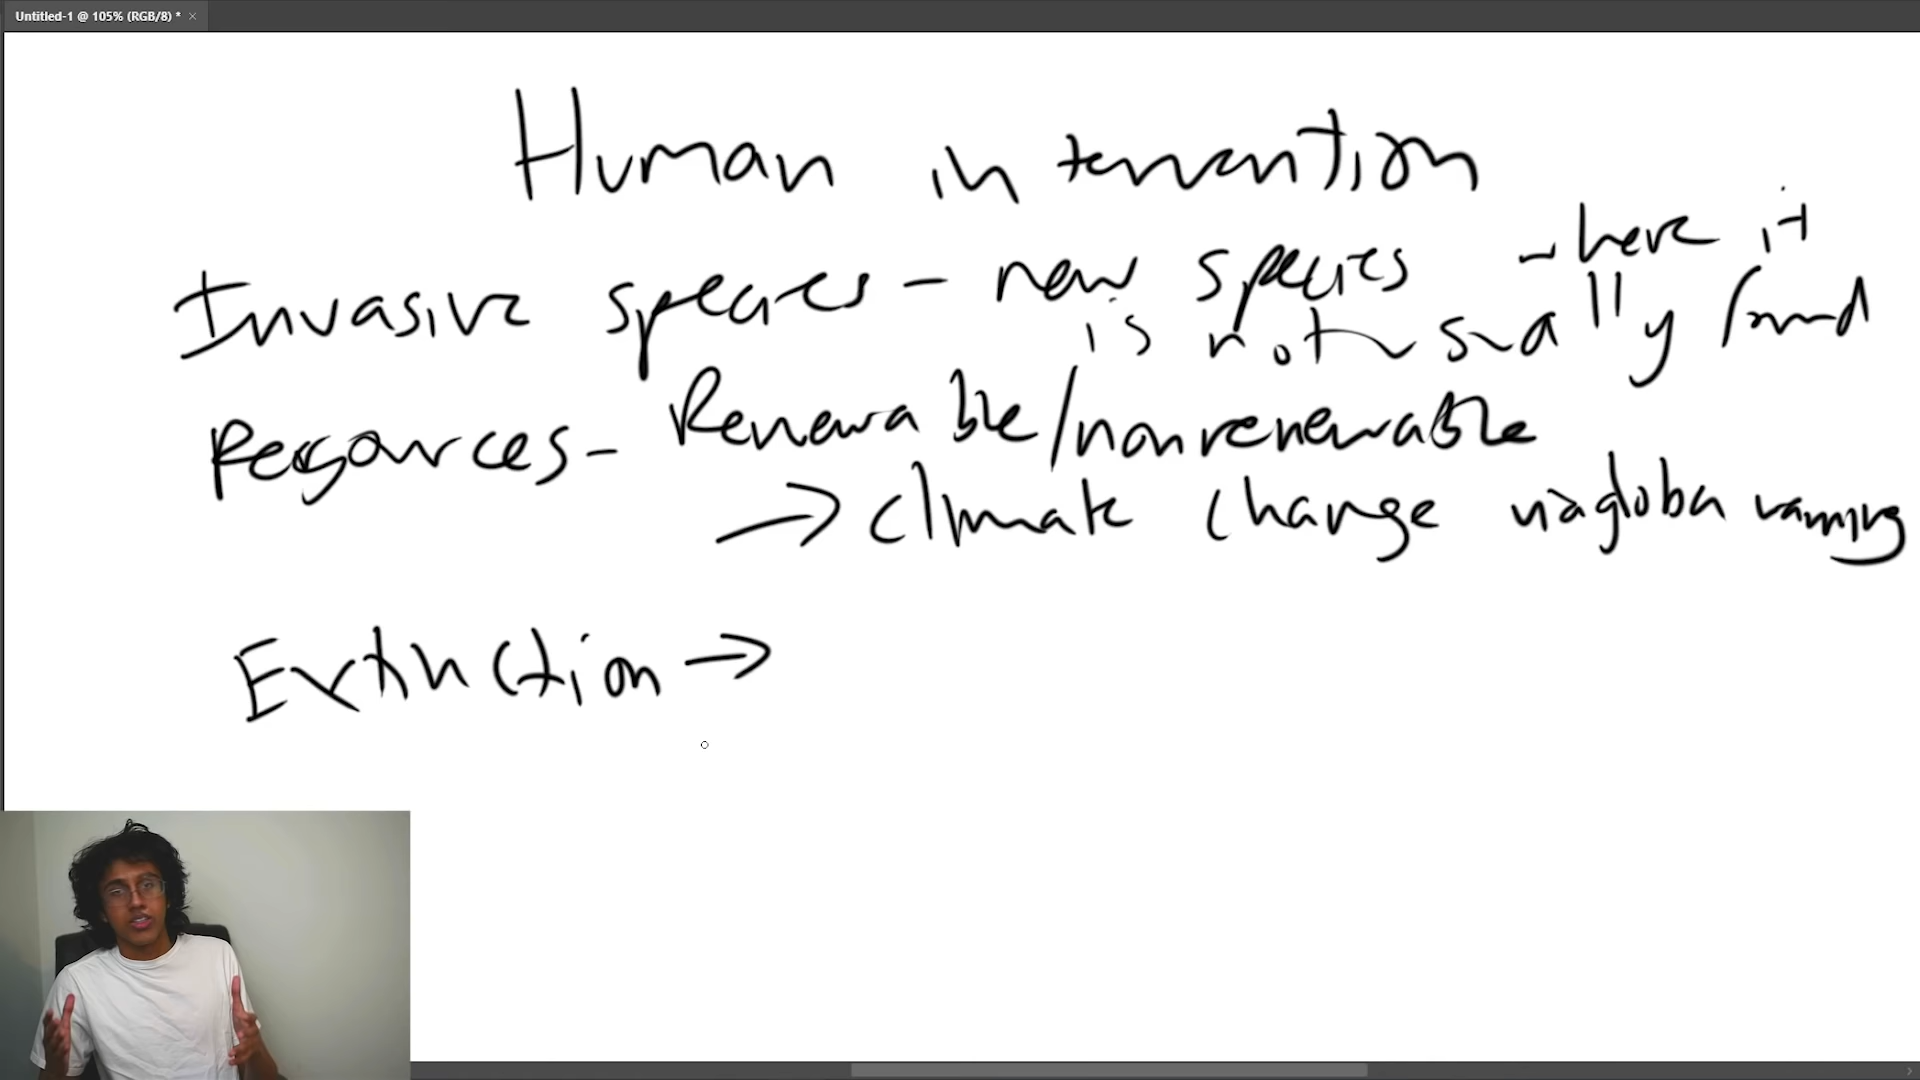 Untitled-1 @ 105% (RGB/8) * ×
Human intervention
Invasive species - new species where it
is not usually found
Resources - Renewable/nonrenewable
→ climate change via global warming
Extinction →